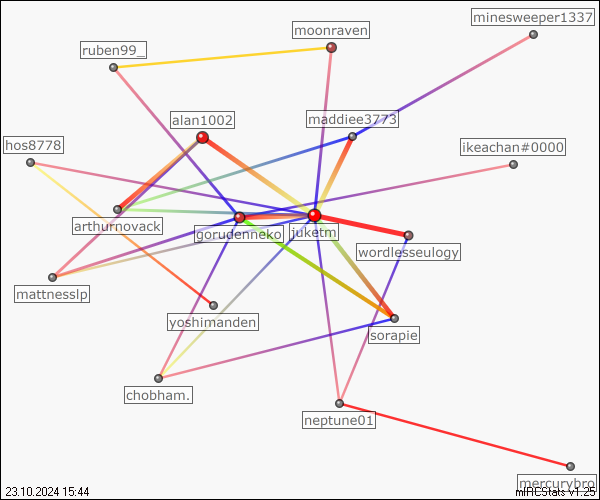 minesweeper1337
moonraven
ruben99_
alan1002
maddiee3773
hos8778
ikeachan#0000
arthurnovack
gorudenneko
juketm
wordlesseulogy
mattnesslp
yoshimanden
sorapie
chobham.
neptune01
mercurybro
23.10.2024 15:44
mIRCStats v1.25